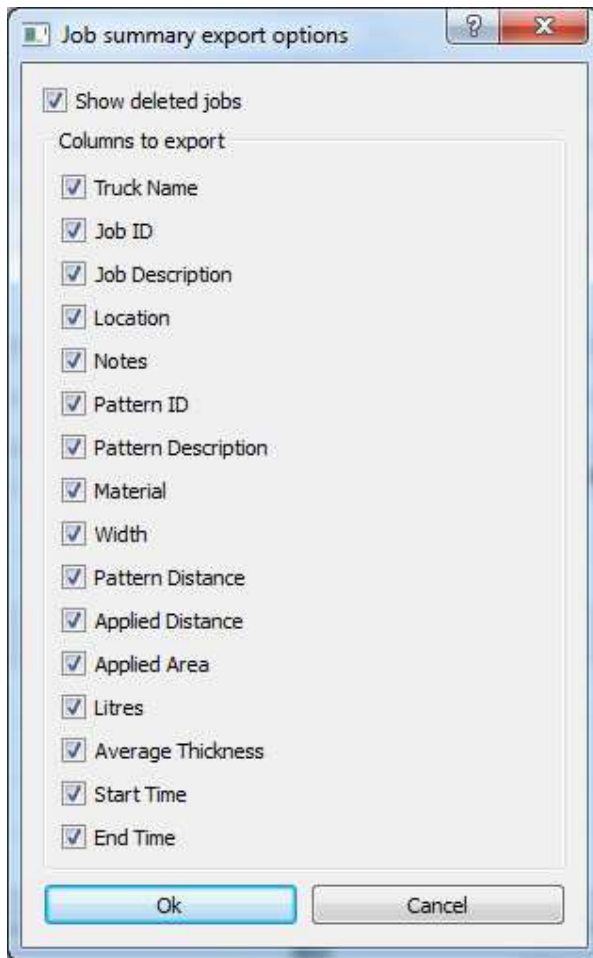 Job summary export options
Show deleted jobs
Columns to export
Truck Name
Job ID
Job Description
Location
Notes
Pattern ID
Pattern Description
Material
Width
Pattern Distance
Applied Distance
Applied Area
Litres
Average Thickness
Start Time
End Time
Ok Cancel